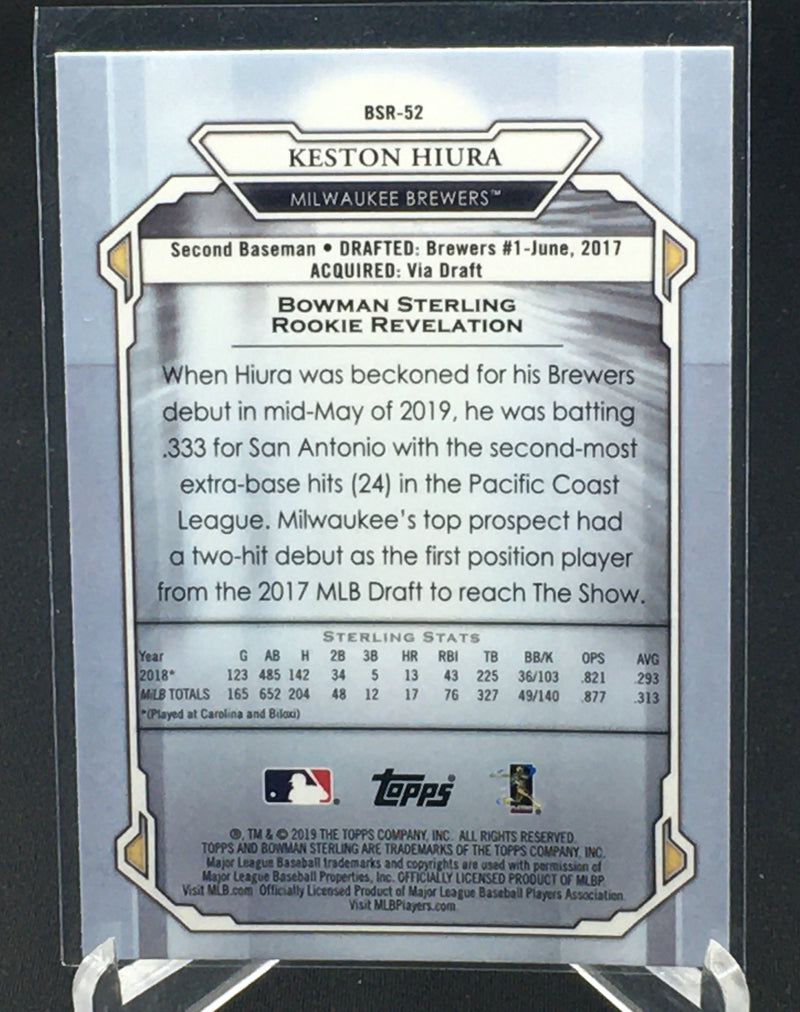 BSR-52
KESTON HIURA
MILWAUKEE BREWERS™
Second Baseman • DRAFTED: Brewers #1-June, 2017
ACQUIRED: Via Draft
BOWMAN STERLING
ROOKIE REVELATION
When Hiura was beckoned for his Brewers
debut in mid-May of 2019, he was batting
.333 for San Antonio with the second-most
extra-base hits (24) in the Pacific Coast
League. Milwaukee's top prospect had
a two-hit debut as the first position player
from the 2017 MLB Draft to reach The Show.
STERLING STATS
Year G AB H 2B 3B HR RBI TB BB/K OPS AVG
2018* 123 485 142 34 5 13 43 225 36/103 .821 .293
MiLB TOTALS 165 652 204 48 12 17 76 327 49/140 .877 .313
*(Played at Carolina and Biloxi)
Topps®
®, TM & © 2019 THE TOPPS COMPANY, INC. ALL RIGHTS RESERVED.
TOPPS AND BOWMAN STERLING ARE TRADEMARKS OF THE TOPPS COMPANY, INC.
Major League Baseball trademarks and copyrights are used with permission of
Major League Baseball Properties, Inc. OFFICIALLY LICENSED PRODUCT OF MLBP.
Visit MLB.com Officially Licensed Product of Major League Baseball Players Association.
Visit MLBPlayers.com